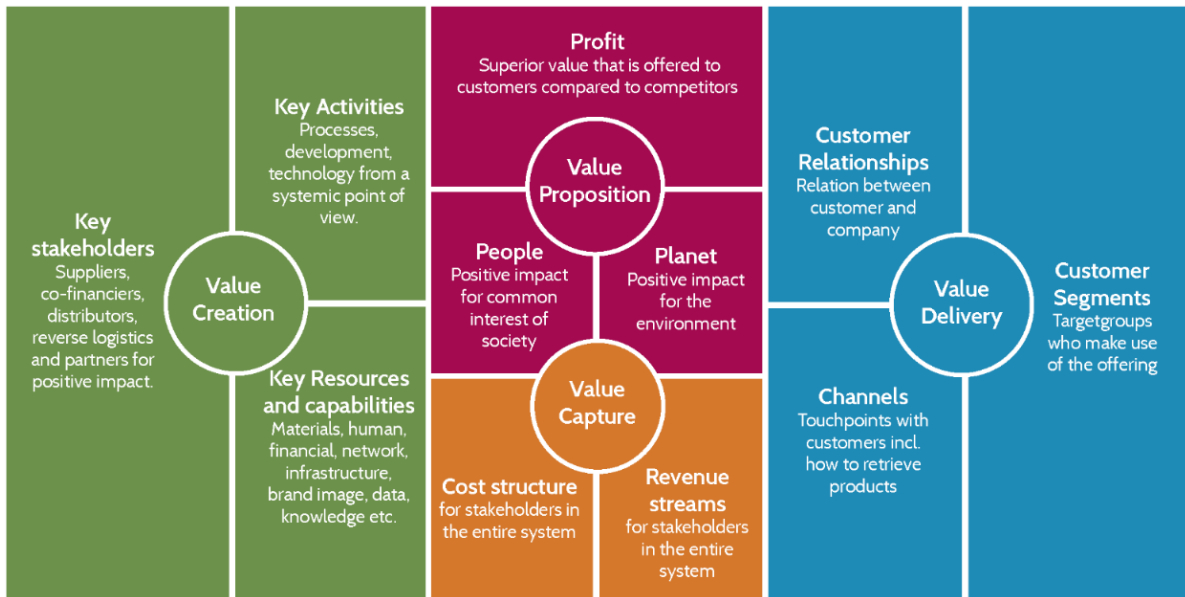 Key
stakeholders
Suppliers,
co-financiers,
distributors,
reverse logistics
and partners for
positive impact.
Key Activities
Processes,
development,
technology from a
systemic point of
view.
Value
Creation
Key Resources
and capabilities
Materials, human,
financial, network,
infrastructure,
brand image, data,
knowledge etc.
Profit
Superior value that is offered to
customers compared to competitors
Value
Proposition
People
Positive impact
for common
interest of
society
Planet
Positive impact
for the
environment
Value
Capture
Cost structure
for stakeholders in
the entire system
Revenue
streams
for stakeholders
in the entire
system
Customer
Relationships
Relation between
customer and
company
Value
Delivery
Channels
Touchpoints with
customers incl.
how to retrieve
products
Customer
Segments
Targetgroups
who make use
of the offering